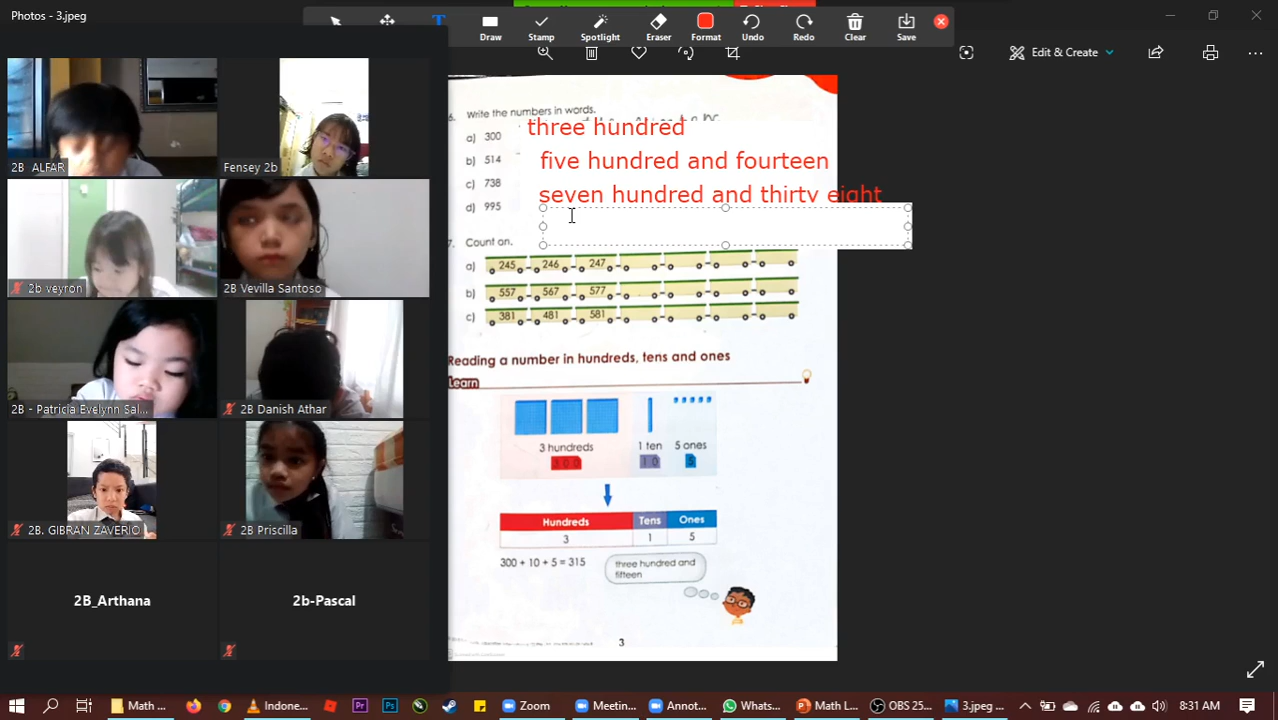 Photos - 3.jpeg
Draw
Stamp
Spotlight
Eraser
Format
Undo
Redo
Clear
Save
Edit & Create
2B_ALFAR
Fensey 2b
2b veyron
2B Vevilla Santoso
2B - Patricia Evelynn Sal...
2B Danish Athar
2B. GIBRAN ZAVERIO
2B Priscilla
2B_Arthana
2b-Pascal
6. Write the numbers in words.
a) 300 three hundred
b) 514 five hundred and fourteen
c) 738 seven hundred and thirty eight
d) 995
7. Count on.
a) 245 246 247
b) 557 567 577
c) 381 481 581
Reading a number in hundreds, tens and ones
Learn
3 hundreds 1 ten 5 ones
300 10 5
Hundreds Tens Ones
3 1 5
300 + 10 + 5 = 315
three hundred and
fifteen
3
Math ...
Indone...
Zoom
Meetin...
Annot...
Whats...
Math L...
OBS 25...
3.jpeg ...
8:31 AM